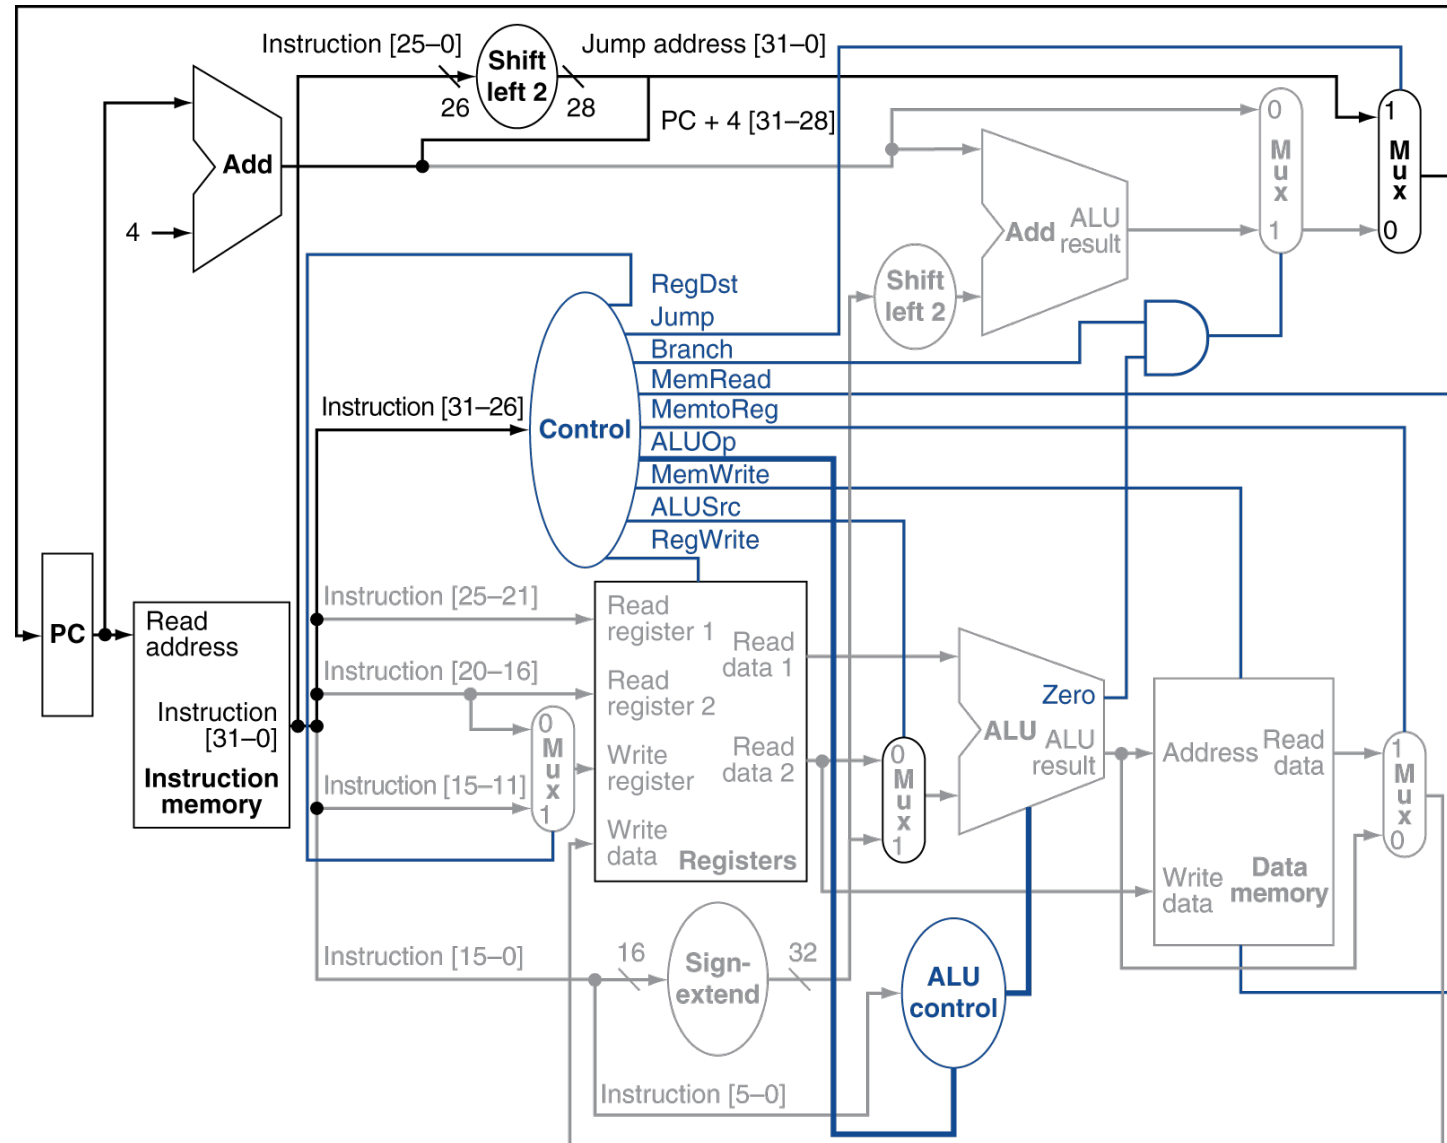 Instruction [25–0]
Shift
left 2
Jump address [31–0]
26
28
PC + 4 [31–28]
Add
4
0
M
u
x
1
1
M
u
x
0
Add
ALU
result
Shift
left 2
RegDst
Jump
Branch
MemRead
MemtoReg
ALUOp
MemWrite
ALUSrc
RegWrite
Instruction [31–26]
Control
PC
Read
address
Instruction
[31–0]
Instruction
memory
Instruction [25–21]
Instruction [20–16]
Instruction [15–11]
0
M
u
x
1
Read
register 1
Read
register 2
Write
register
Write
data
Read
data 1
Read
data 2
Registers
0
M
u
x
1
Zero
ALU
ALU
result
Address
Read
data
Write
data
Data
memory
1
M
u
x
0
Instruction [15–0]
16
Sign-
extend
32
ALU
control
Instruction [5–0]